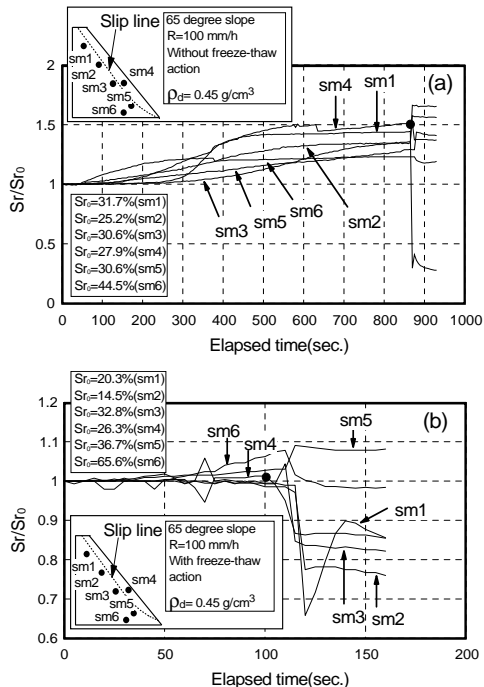 Slip line
sm1
sm2
sm3
sm4
sm5
sm6
65 degree slope
R=100 mm/h
Without freeze-thaw
action
ρd= 0.45 g/cm³
(a)
sm4
sm1
sm3
sm5
sm6
sm2
Sr₀=31.7%(sm1)
Sr₀=25.2%(sm2)
Sr₀=30.6%(sm3)
Sr₀=27.9%(sm4)
Sr₀=30.6%(sm5)
Sr₀=44.5%(sm6)
Sr/Sr₀
2
1.5
1
0.5
0
0 100 200 300 400 500 600 700 800 900 1000
Elapsed time(sec.)
Sr₀=20.3%(sm1)
Sr₀=14.5%(sm2)
Sr₀=32.8%(sm3)
Sr₀=26.3%(sm4)
Sr₀=36.7%(sm5)
Sr₀=65.6%(sm6)
(b)
sm6
sm4
sm5
sm1
sm3
sm2
Slip line
sm1
sm2
sm3
sm4
sm5
sm6
65 degree slope
R=100 mm/h
With freeze-thaw
action
ρd= 0.45 g/cm³
Sr/Sr₀
1.2
1.1
1
0.9
0.8
0.7
0.6
0 50 100 150 200
Elapsed time(sec.)